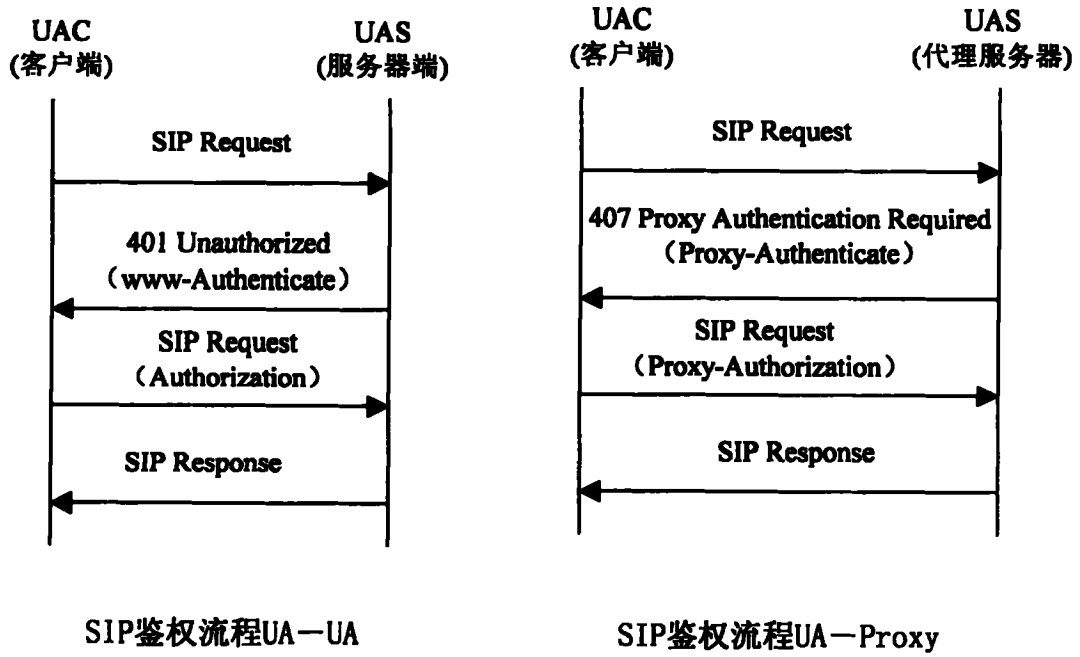 UAC
(客户端)
UAS
(服务器端)
SIP Request
401 Unauthorized
（www-Authenticate）
SIP Request
（Authorization）
SIP Response
SIP鉴权流程UA－UA
UAC
(客户端)
UAS
(代理服务器)
SIP Request
407 Proxy Authentication Required
（Proxy-Authenticate）
SIP Request
（Proxy-Authorization）
SIP Response
SIP鉴权流程UA－Proxy